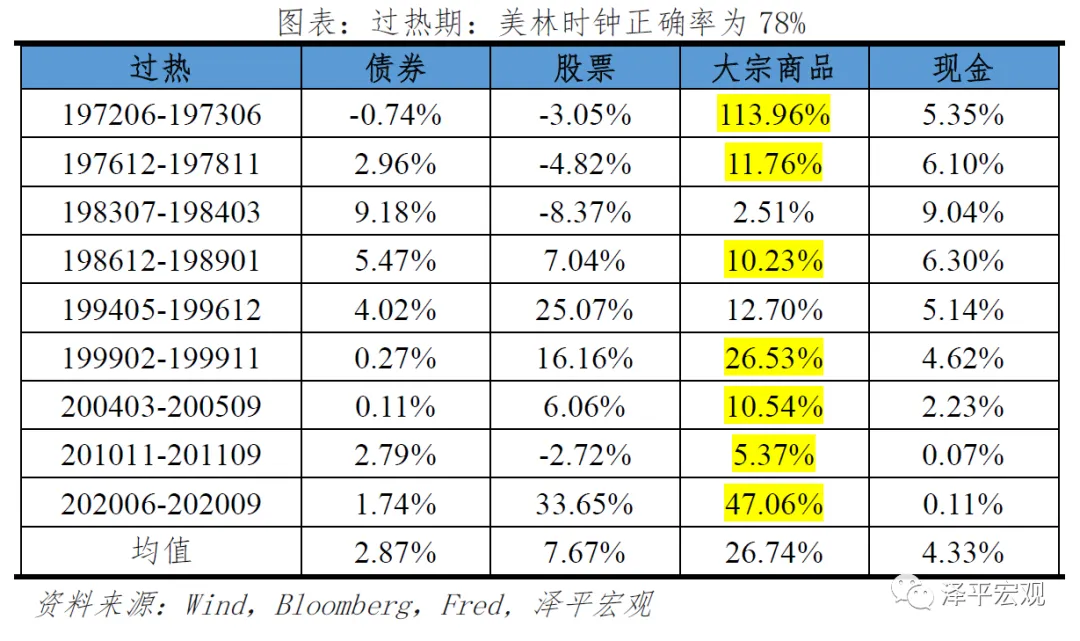 图表：过热期：美林时钟正确率为 78%
过热 债券 股票 大宗商品 现金
197206-197306 -0.74% -3.05% 113.96% 5.35%
197612-197811 2.96% -4.82% 11.76% 6.10%
198307-198403 9.18% -8.37% 2.51% 9.04%
198612-198901 5.47% 7.04% 10.23% 6.30%
199405-199612 4.02% 25.07% 12.70% 5.14%
199902-199911 0.27% 16.16% 26.53% 4.62%
200403-200509 0.11% 6.06% 10.54% 2.23%
201011-201109 2.79% -2.72% 5.37% 0.07%
202006-202009 1.74% 33.65% 47.06% 0.11%
均值 2.87% 7.67% 26.74% 4.33%
资料来源：Wind，Bloomberg，Fred，泽平宏观
泽平宏观